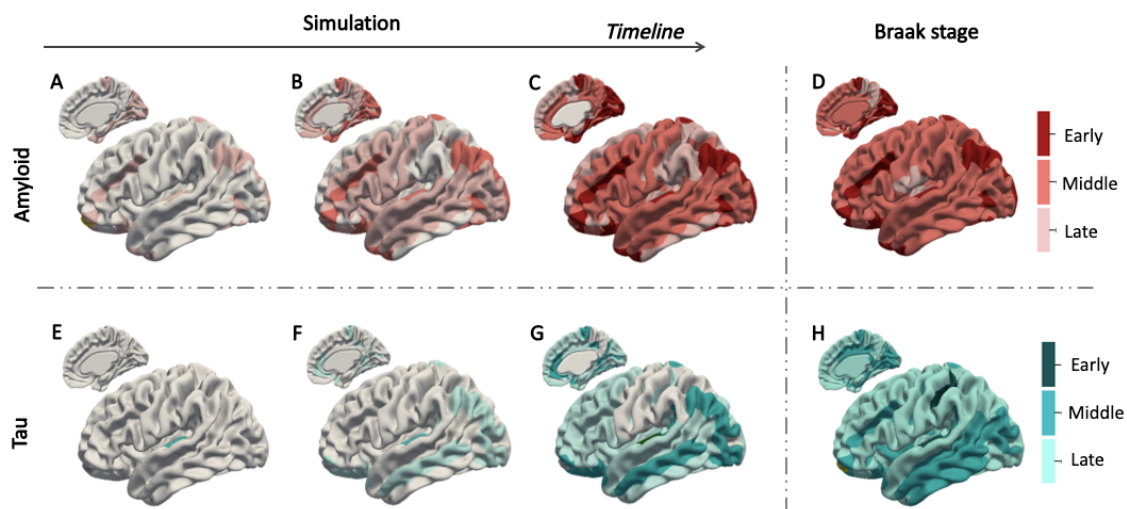 Simulation
Timeline
Braak stage
A
B
C
D
Amyloid
Early
Middle
Late
E
F
G
H
Tau
Early
Middle
Late